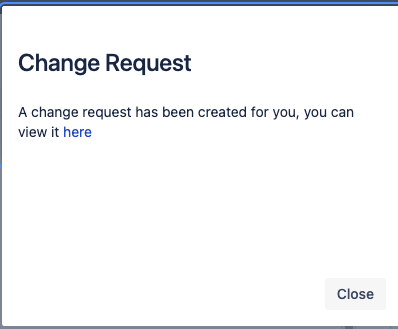 Change Request
A change request has been created for you, you can
view it here
Close